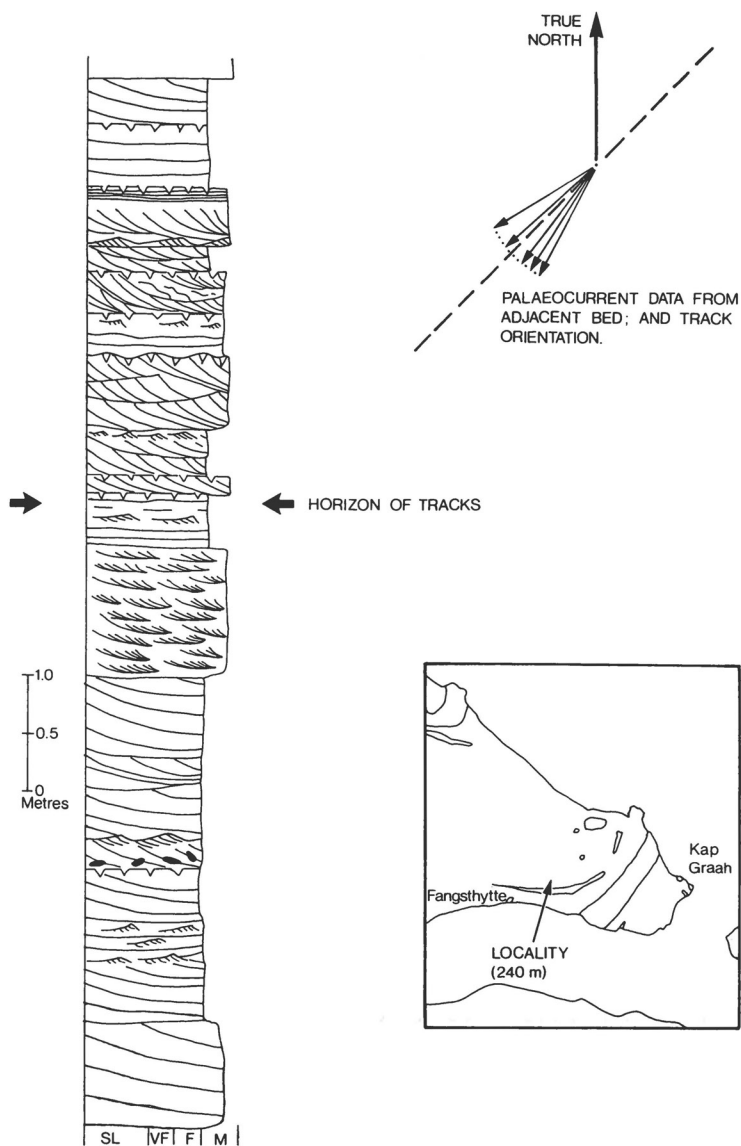 TRUE
NORTH
PALAEOCURRENT DATA FROM
ADJACENT BED; AND TRACK
ORIENTATION.
HORIZON OF TRACKS
1.0
0.5
0
Metres
Kap
Graah
Fangsthytte
LOCALITY
(240 m)
SL VF F M